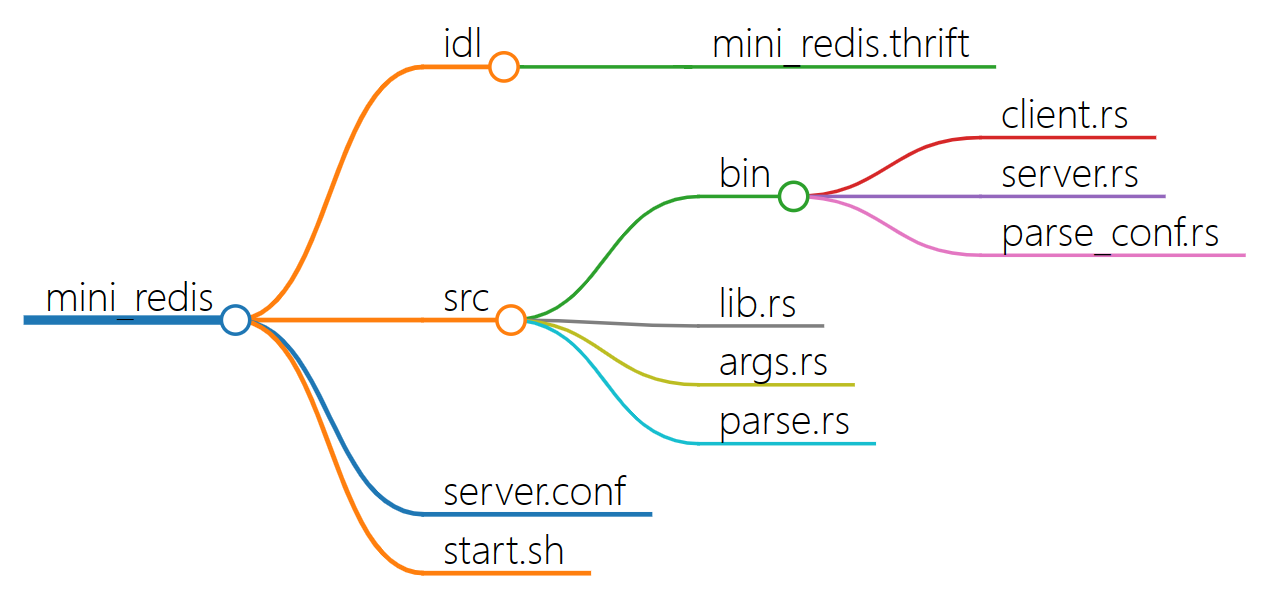 idl
mini_redis.thrift
client.rs
bin
server.rs
parse_conf.rs
mini_redis
src
lib.rs
args.rs
parse.rs
server.conf
start.sh